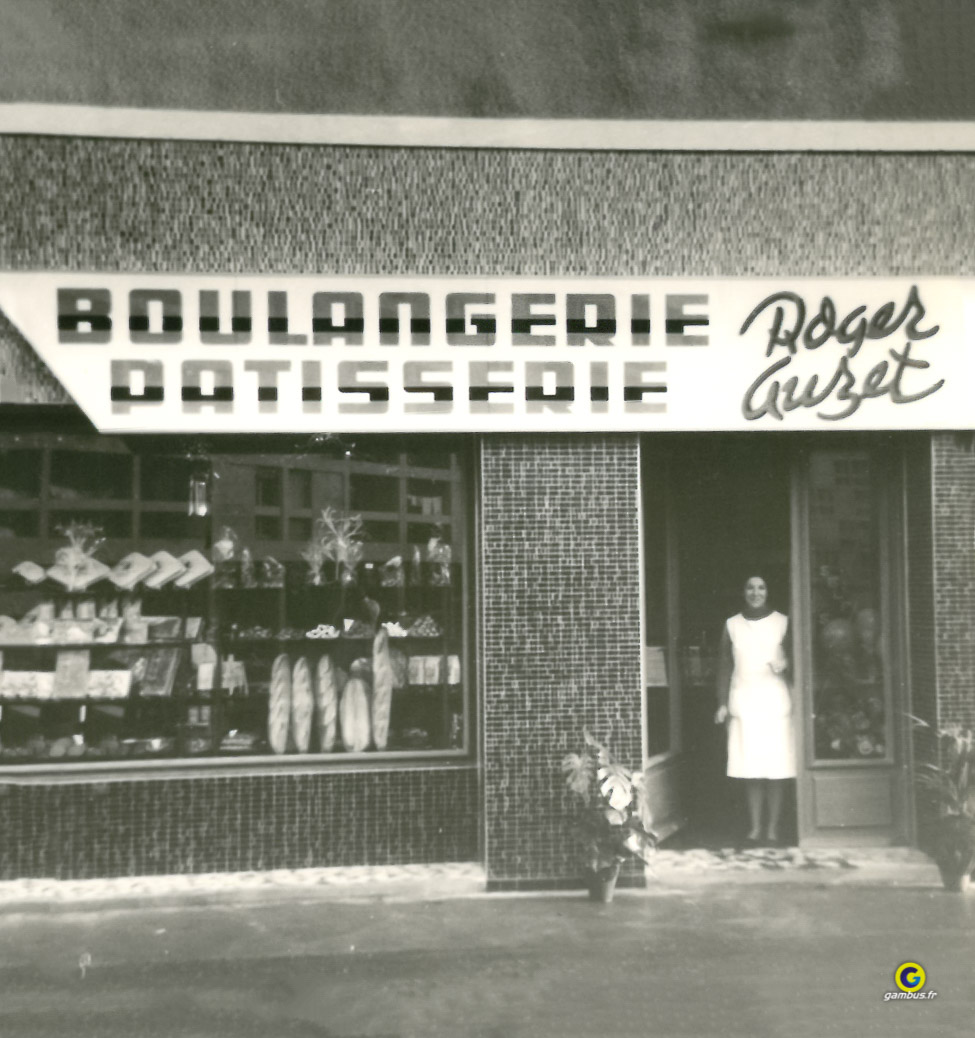 BOULANGERIE
PATISSERIE
Roger
Auzet
G
gambus.fr